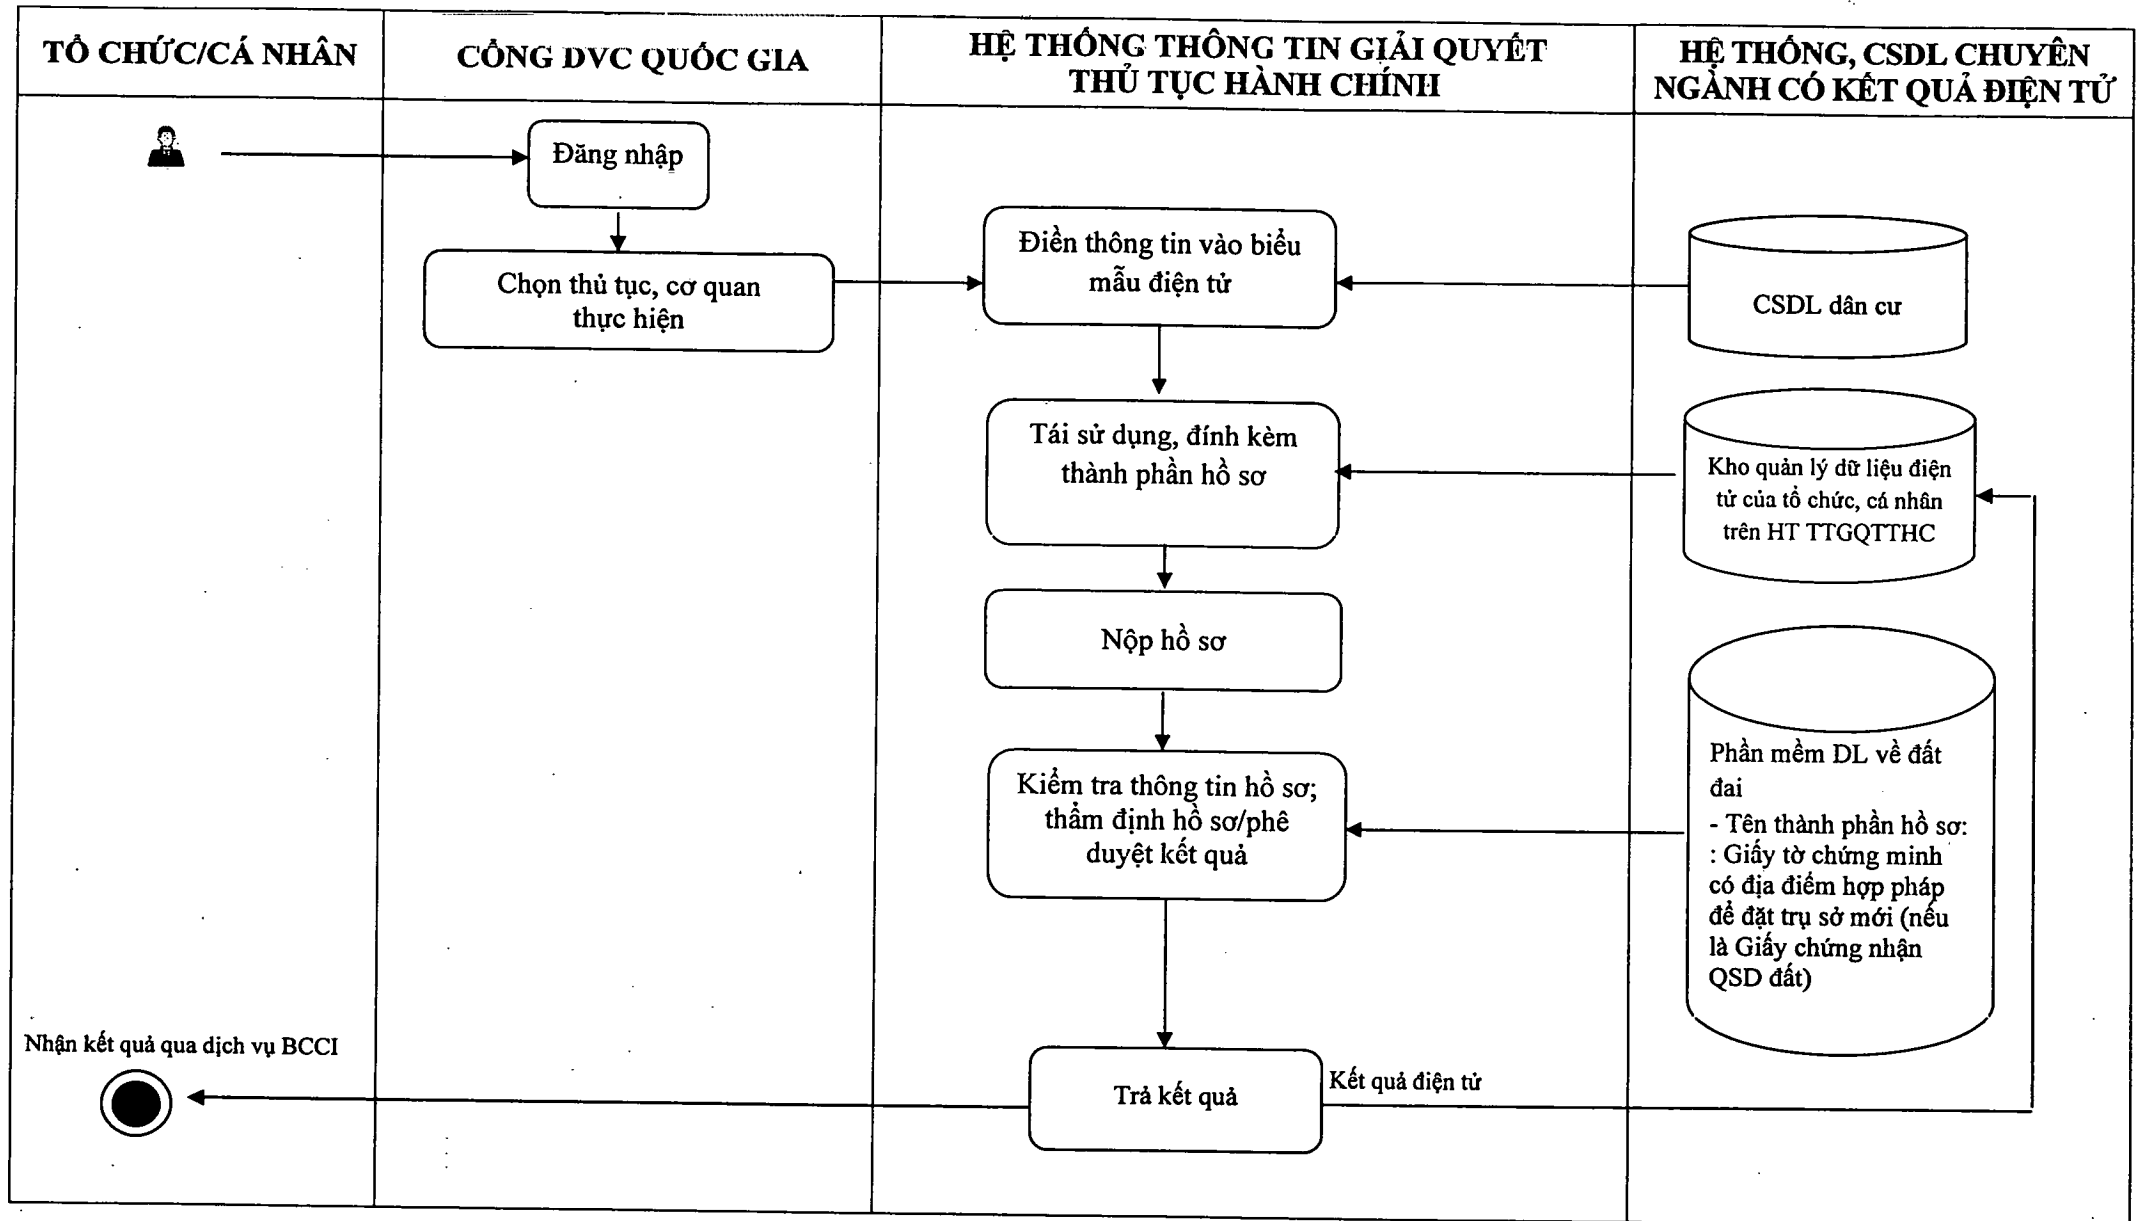 TỔ CHỨC/CÁ NHÂN
CỔNG DVC QUỐC GIA
HỆ THỐNG THÔNG TIN GIẢI QUYẾT
THỦ TỤC HÀNH CHÍNH
HỆ THỐNG, CSDL CHUYÊN
NGÀNH CÓ KẾT QUẢ ĐIỆN TỬ
Đăng nhập
Chọn thủ tục, cơ quan
thực hiện
Điền thông tin vào biểu
mẫu điện tử
CSDL dân cư
Tái sử dụng, đính kèm
thành phần hồ sơ
Kho quản lý dữ liệu điện
tử của tổ chức, cá nhân
trên HT TTGQTTHC
Nộp hồ sơ
Kiểm tra thông tin hồ sơ;
thẩm định hồ sơ/phê
duyệt kết quả
Phần mềm DL về đất
đai
- Tên thành phần hồ sơ:
: Giấy tờ chứng minh
có địa điểm hợp pháp
để đặt trụ sở mới (nếu
là Giấy chứng nhận
QSD đất)
Nhận kết quả qua dịch vụ BCCI
Trả kết quả
Kết quả điện tử